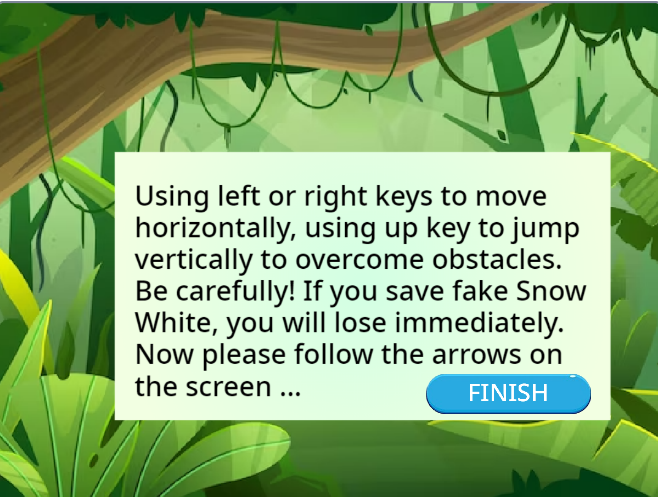 Using left or right keys to move
horizontally, using up key to jump
vertically to overcome obstacles.
Be carefully! If you save fake Snow
White, you will lose immediately.
Now please follow the arrows on
the screen ...
FINISH